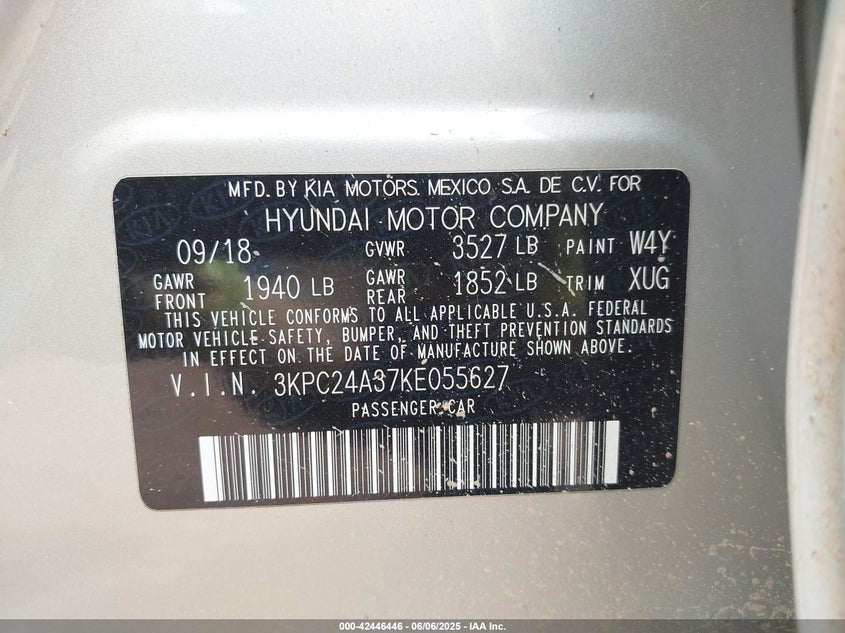 MFD. BY KIA MOTORS MEXICO S.A. DE C.V. FOR
HYUNDAI MOTOR COMPANY
09/18 GVWR 3527 LB PAINT W4Y
GAWR FRONT 1940 LB GAWR REAR 1852 LB TRIM XUG
THIS VEHICLE CONFORMS TO ALL APPLICABLE U.S.A. FEDERAL
MOTOR VEHICLE SAFETY, BUMPER, AND THEFT PREVENTION STANDARDS
IN EFFECT ON THE DATE OF MANUFACTURE SHOWN ABOVE.
V.I.N. 3KPC24A37KE055627
PASSENGER CAR
000-42446446 - 06/06/2025 - IAA Inc.